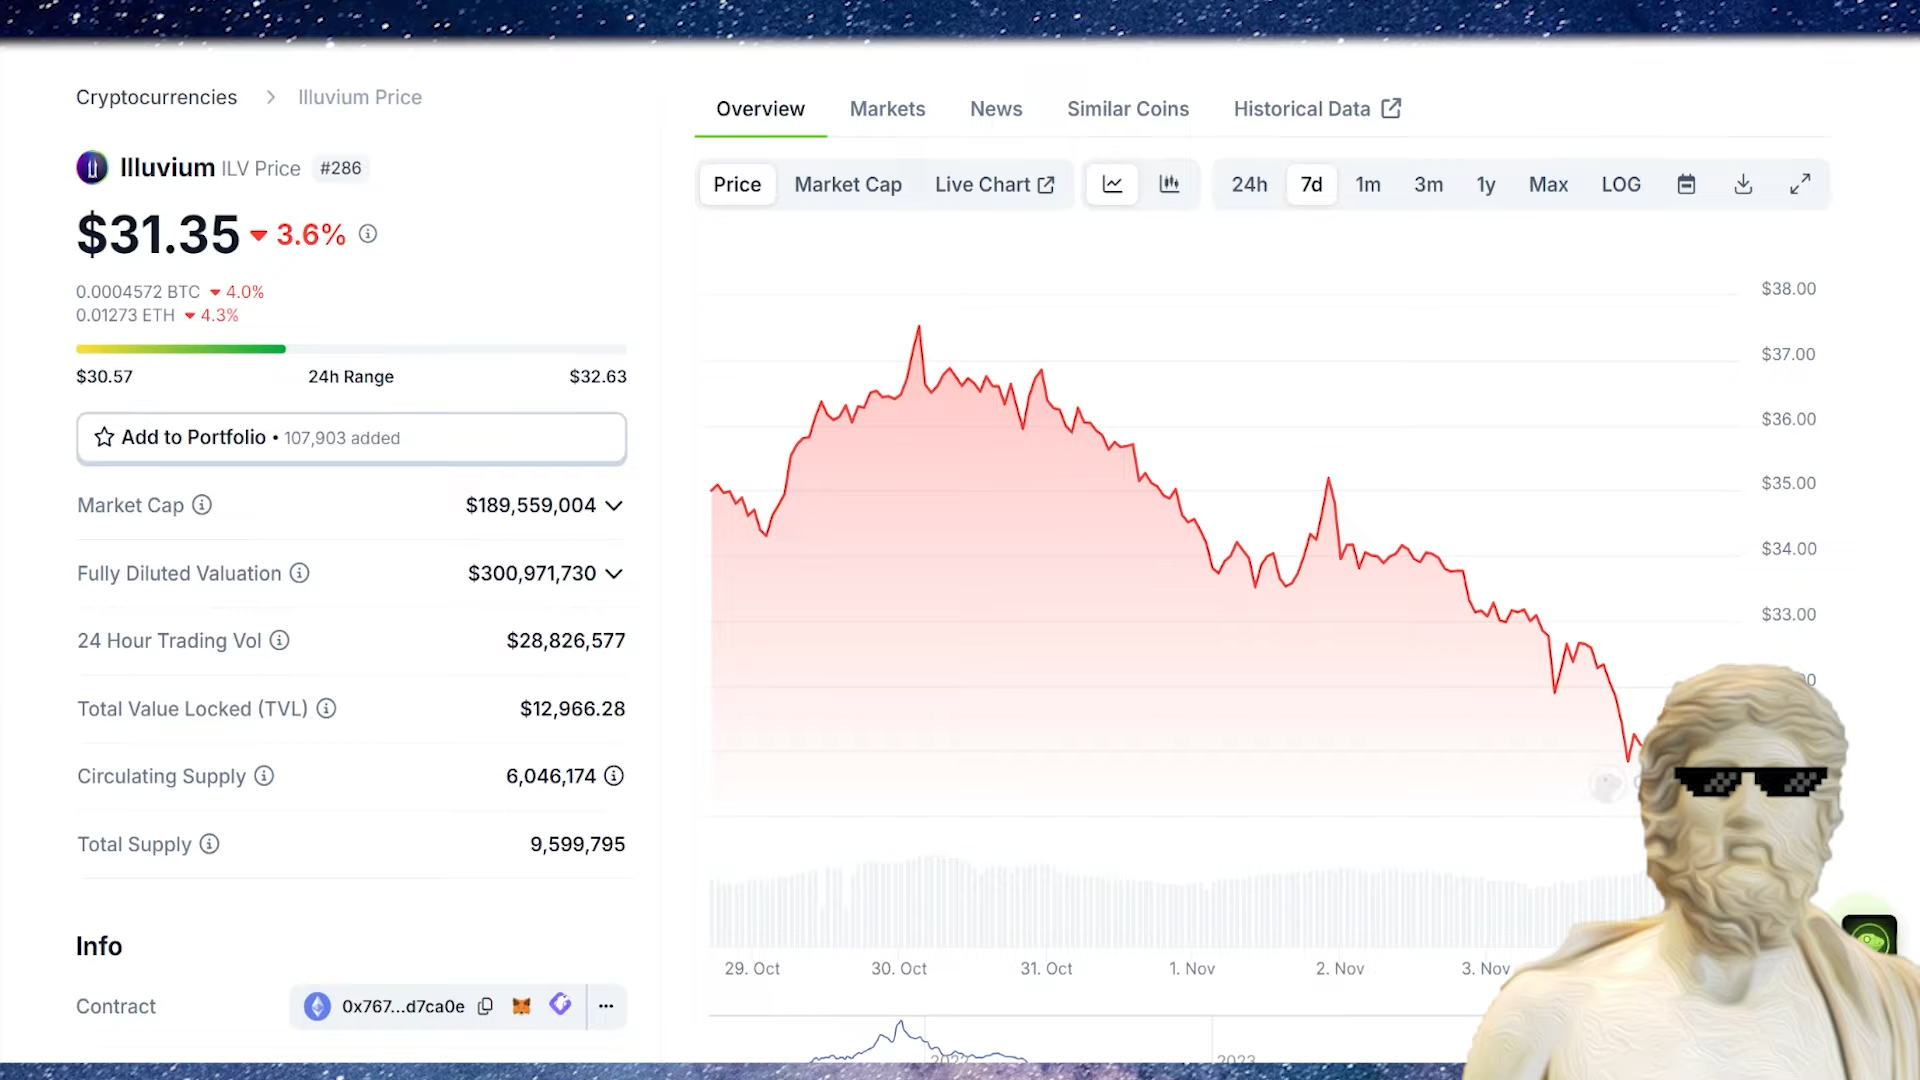 Cryptocurrencies > Illuvium Price
Illuvium ILV Price #286
$31.35 3.6%
0.0004572 BTC 4.0%
0.01273 ETH 4.3%
$30.57 24h Range $32.63
Add to Portfolio • 107,903 added
Market Cap $189,559,004
Fully Diluted Valuation $300,971,730
24 Hour Trading Vol $28,826,577
Total Value Locked (TVL) $12,966.28
Circulating Supply 6,046,174
Total Supply 9,599,795
Info
Contract 0x767...d7ca0e
Overview Markets News Similar Coins Historical Data
Price Market Cap Live Chart 24h 7d 1m 3m 1y Max LOG
$38.00
$37.00
$36.00
$35.00
$34.00
$33.00
29. Oct 30. Oct 31. Oct 1. Nov 2. Nov 3. Nov
2022 2023